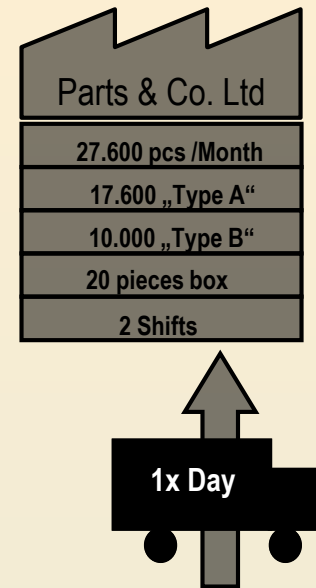 Parts & Co. Ltd
27.600 pcs /Month
17.600 „Type A“
10.000 „Type B“
20 pieces box
2 Shifts
1x Day